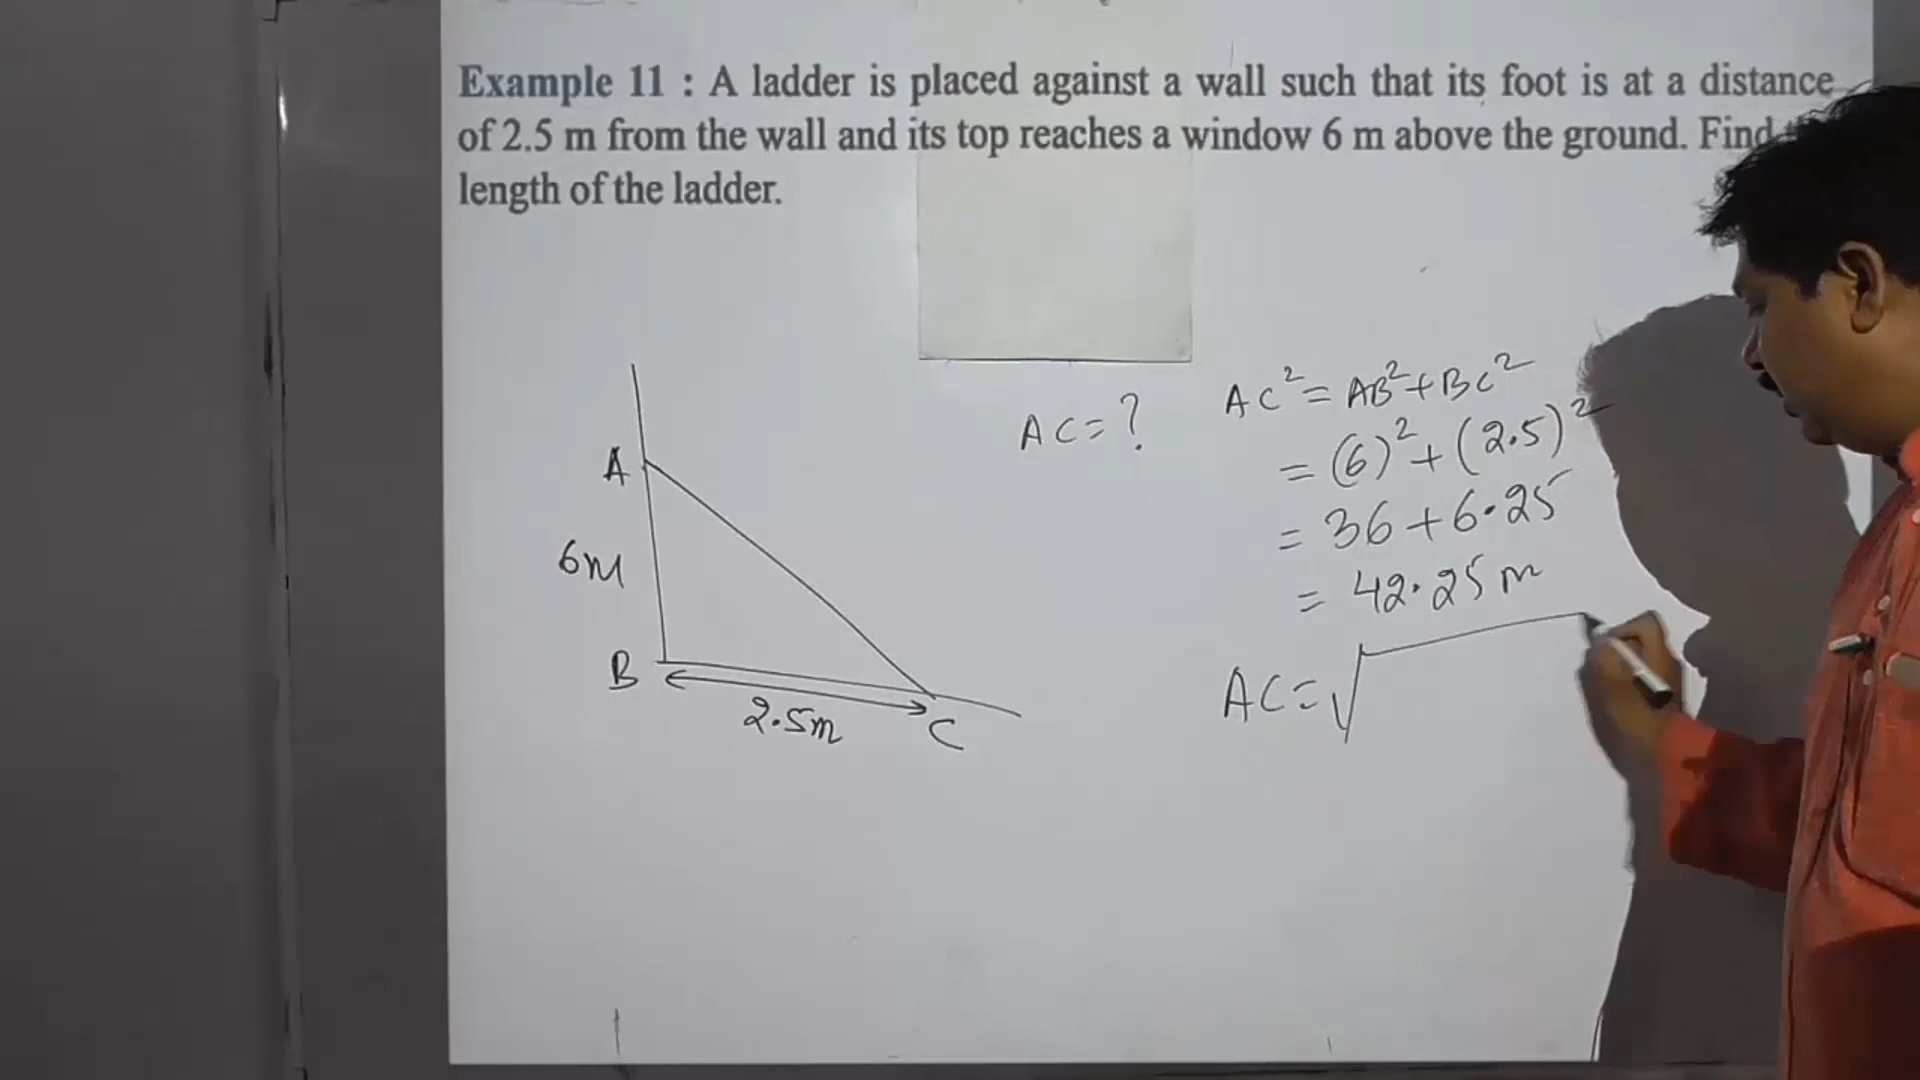 Example 11 : A ladder is placed against a wall such that its foot is at a distance
of 2.5 m from the wall and its top reaches a window 6 m above the ground. Find
length of the ladder.
AC = ?
AC² = AB² + BC²
= (6)² + (2.5)²
= 36 + 6.25
= 42.25 m
AC = √
A
6m
B
2.5m
C